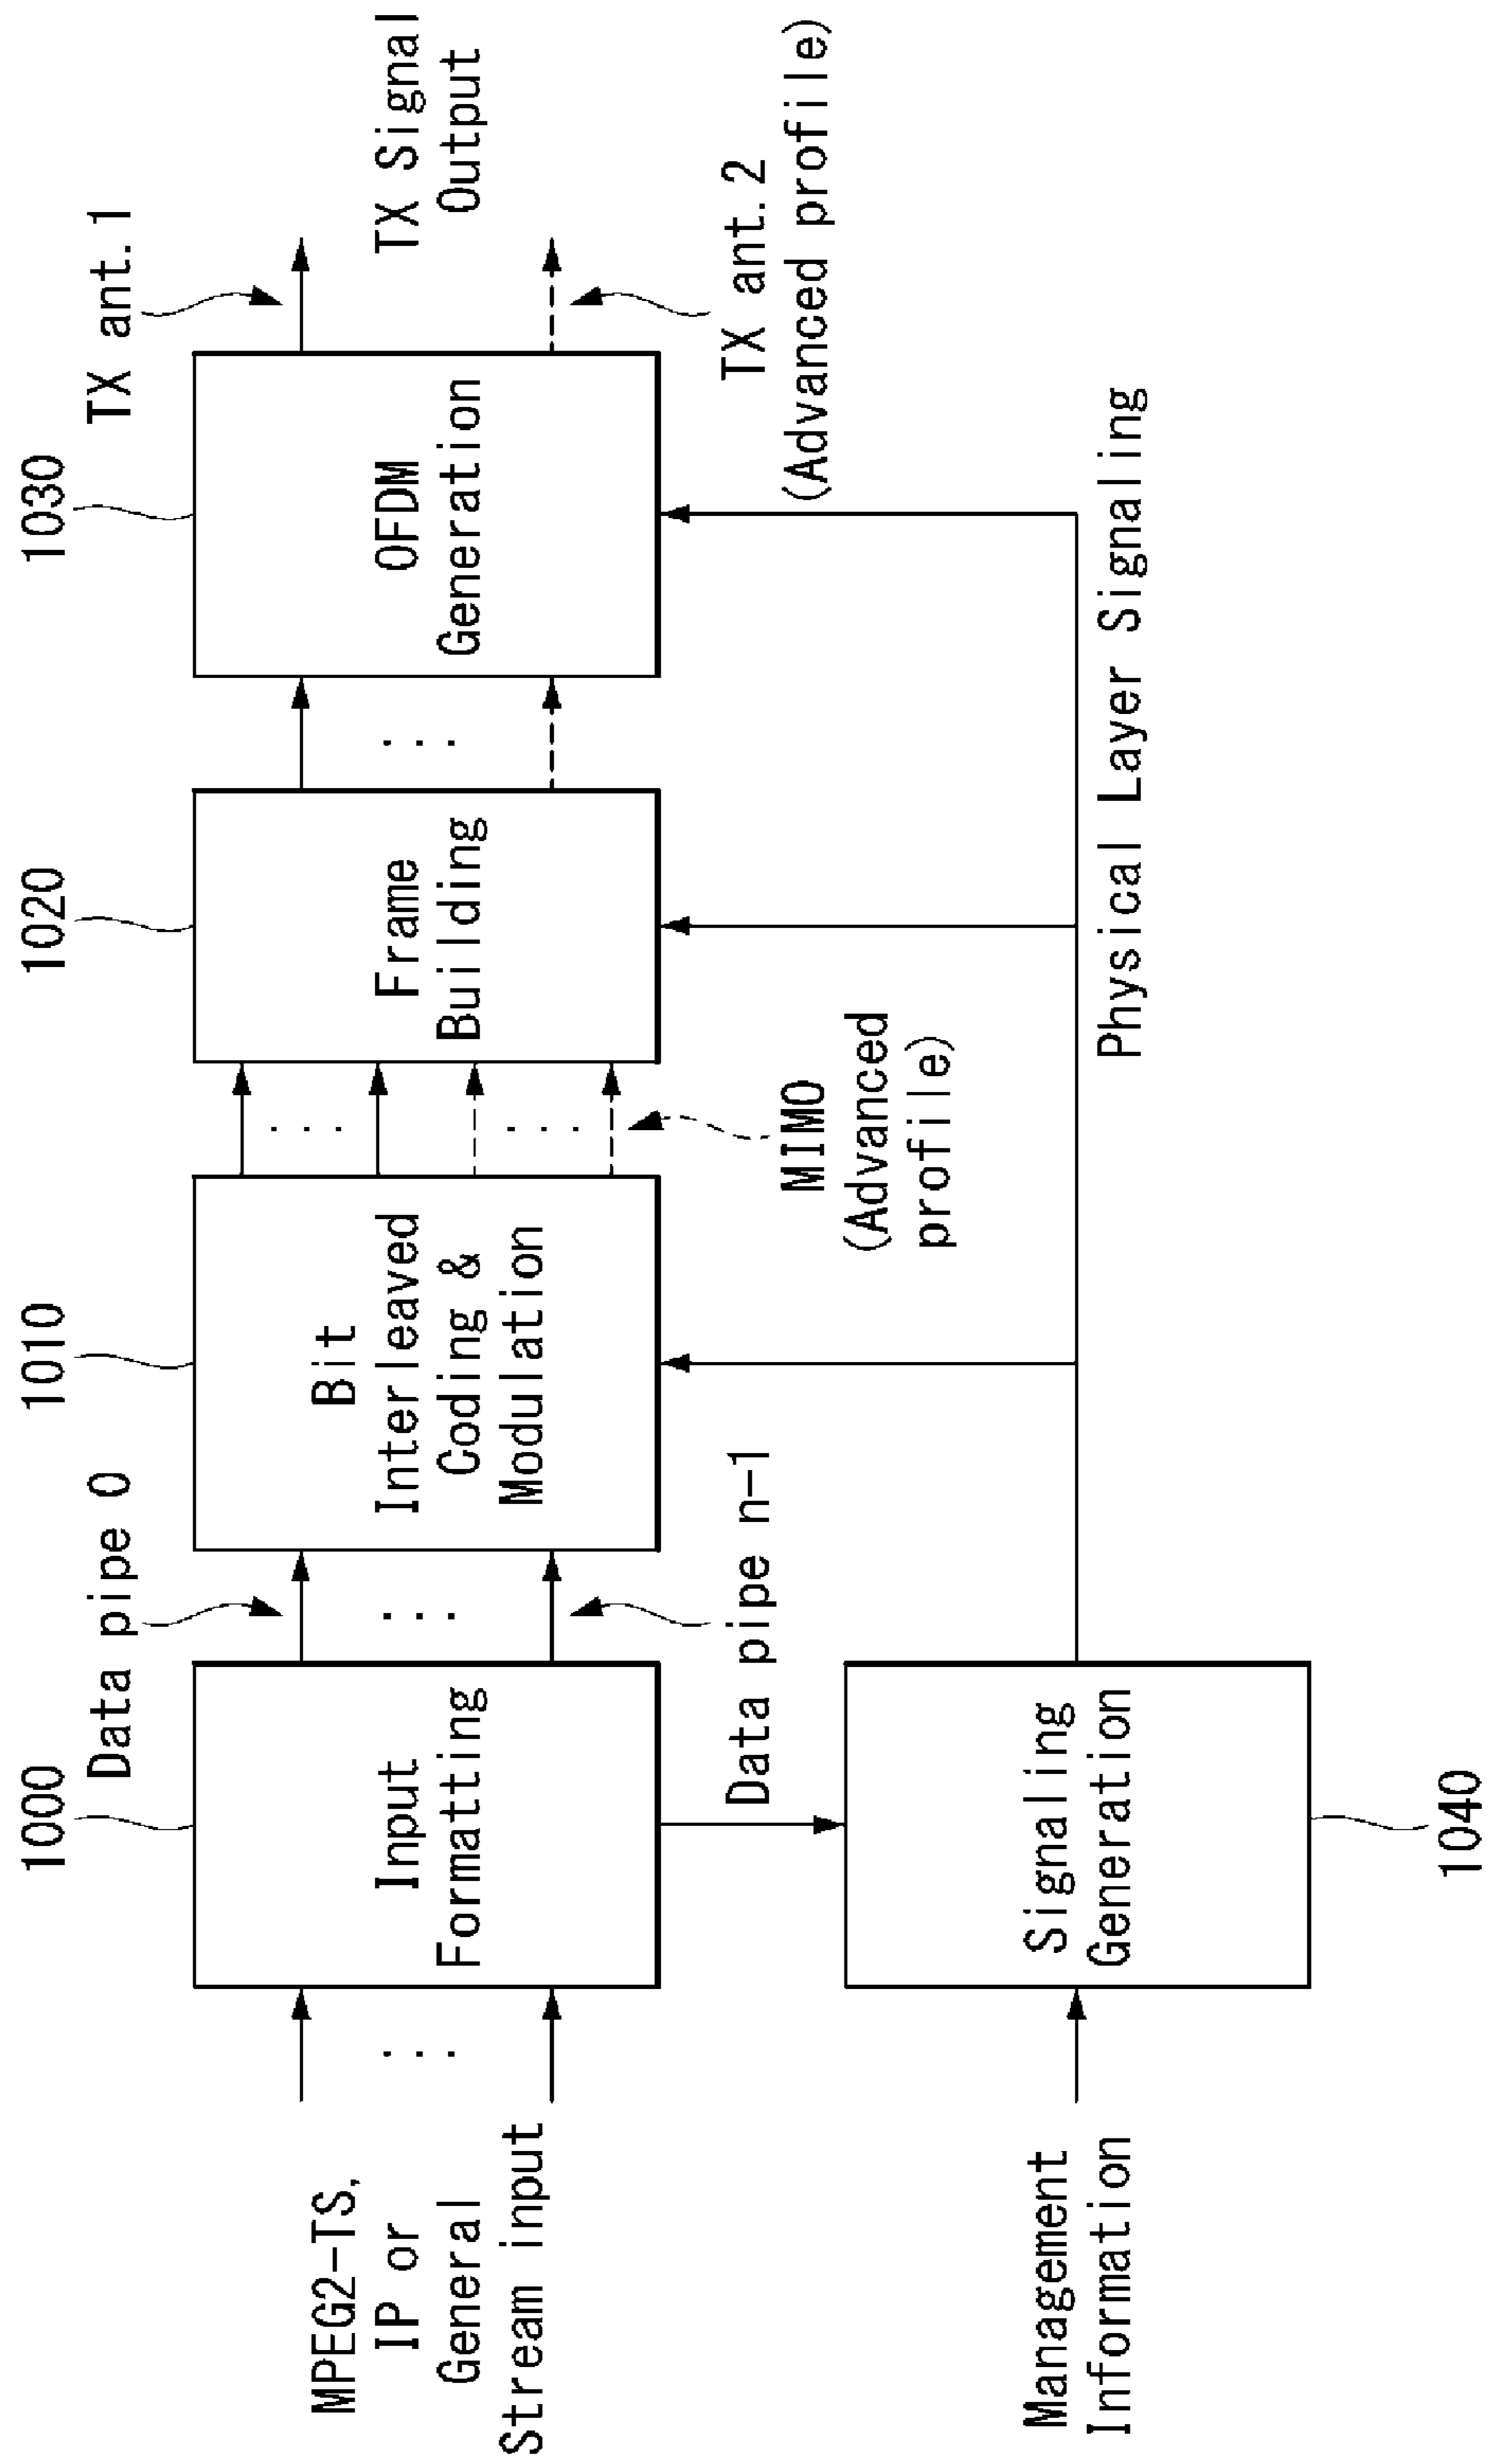 1000
1010
1020
1030
Data pipe 0
TX ant.1
MPEG2-TS,
IP or
General
Stream input
Input
Formatting
Bit
Interleaved
Coding &
Modulation
Frame
Building
OFDM
Generation
TX Signal
Output
Data pipe n-1
MIMO
(Advanced
profile)
TX ant.2
(Advanced profile)
Management
Information
Signaling
Generation
Physical Layer Signaling
1040